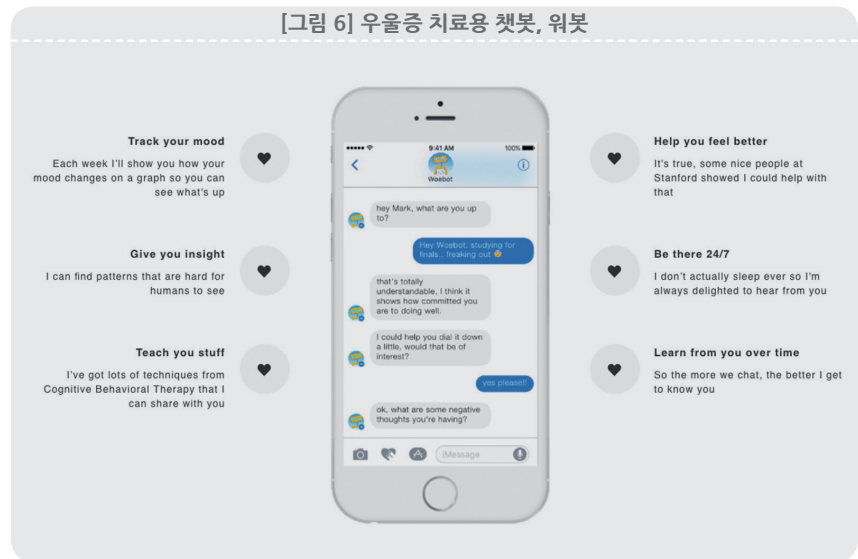 [그림 6] 우울증 치료용 챗봇, 워봇
Track your mood
Each week I'll show you how your
mood changes on a graph so you can
see what's up
Give you insight
I can find patterns that are hard for
humans to see
Teach you stuff
I've got lots of techniques from
Cognitive Behavioral Therapy that I
can share with you
9:41 AM
100%
Woebot
hey Mark, what are you up
to?
Hey Woebot, studying for
finals.. freaking out 😟
that's totally
understandable, I think it
shows how committed you
are to doing well.
I could help you dial it down
a little, would that be of
interest?
yes please!!
ok, what are some negative
thoughts you're having?
iMessage
Help you feel better
It's true, some nice people at
Stanford showed I could help with
that
Be there 24/7
I don't actually sleep ever so I'm
always delighted to hear from you
Learn from you over time
So the more we chat, the better I get
to know you